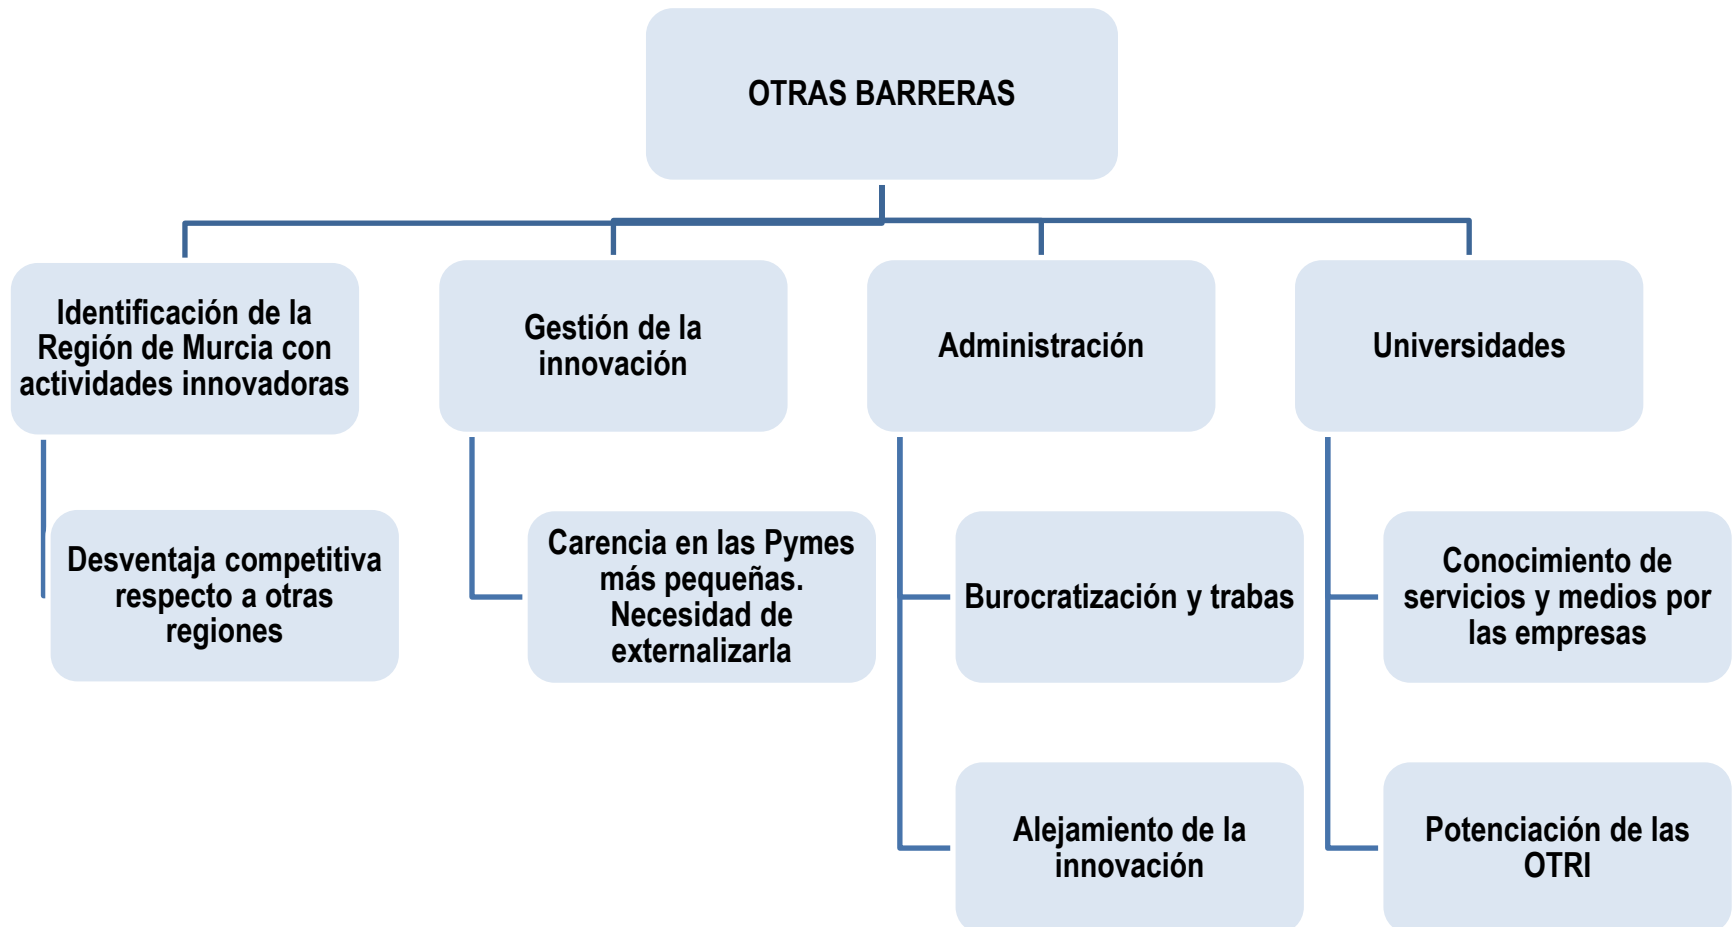 OTRAS BARRERAS
Identificación de la
Región de Murcia con
actividades innovadoras
Gestión de la
innovación
Administración
Universidades
Desventaja competitiva
respecto a otras
regiones
Carencia en las Pymes
más pequeñas.
Necesidad de
externalizarla
Burocratización y trabas
Conocimiento de
servicios y medios por
las empresas
Alejamiento de la
innovación
Potenciación de las
OTRI